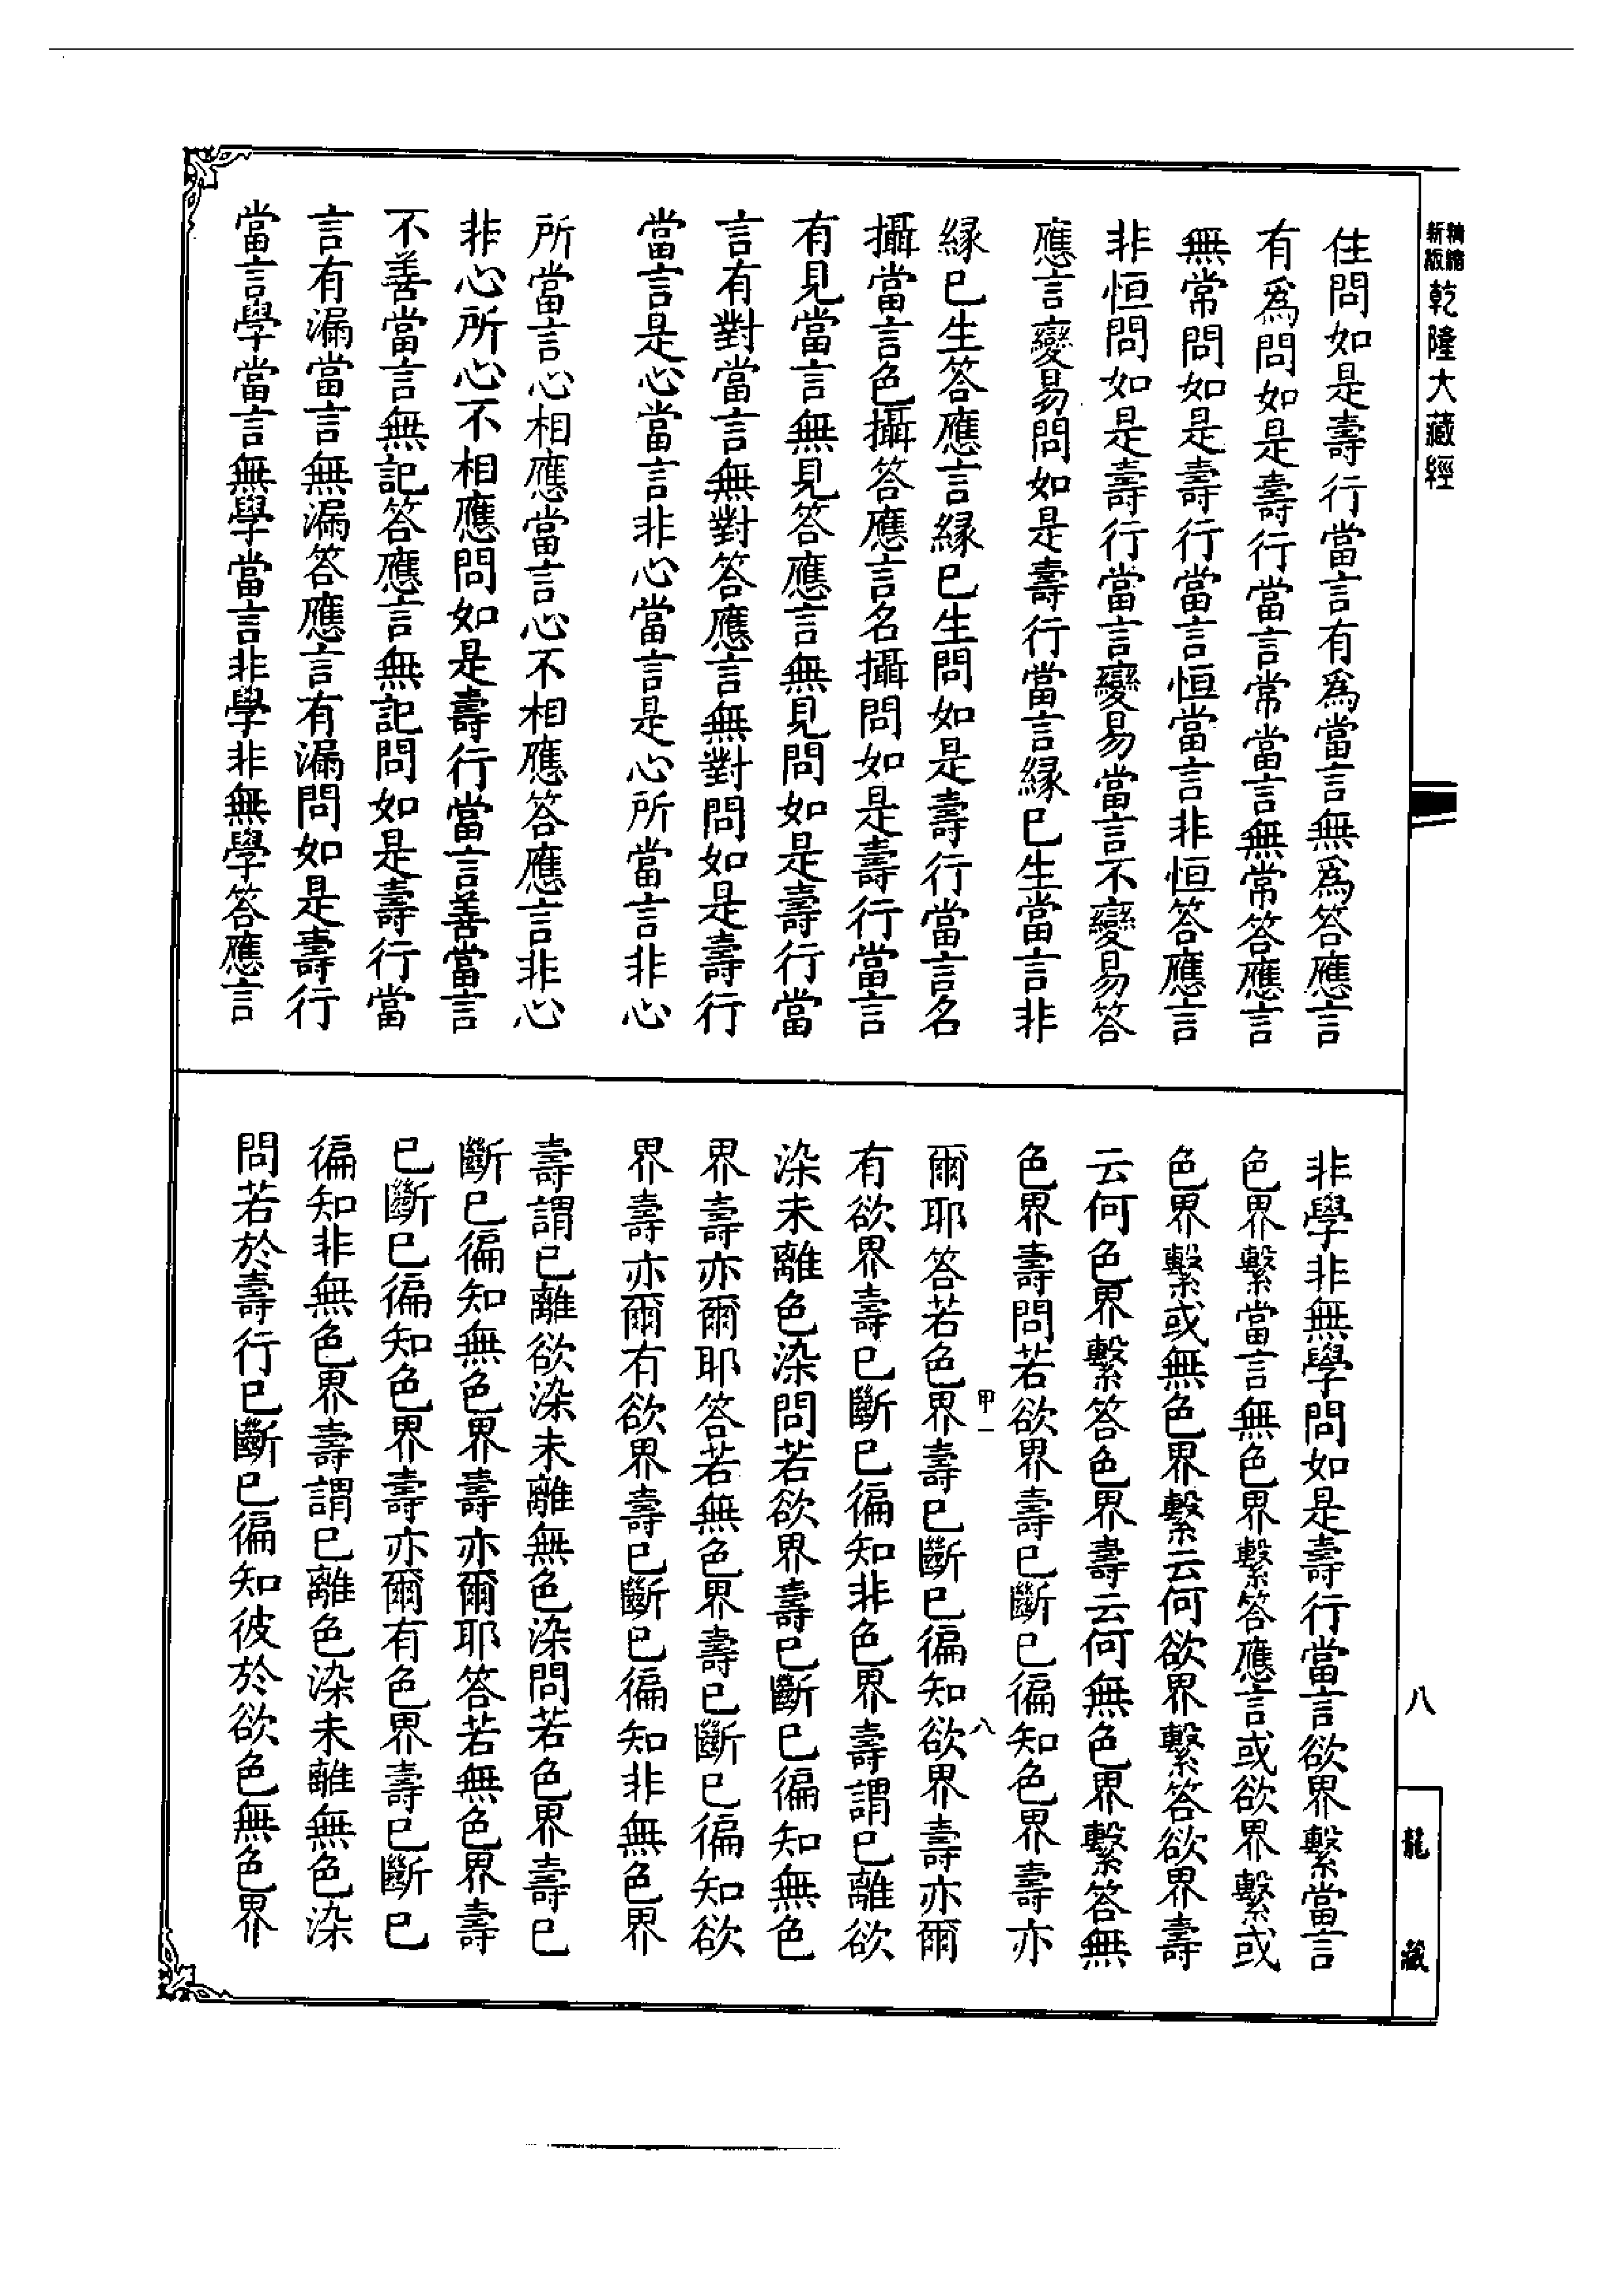 精縮新版乾隆大藏經
住問如是壽行當言有為當言無為答應言
有為問如是壽行當言常當言無常答應言
無常問如是壽行當言恒當言非恒答應言
非恒問如是壽行當言變易當言不變易答
應言變易問如是壽行當言緣已生當言非
緣已生答應言緣已生問如是壽行當言名
攝當言色攝答應言名攝問如是壽行當言
有見當言無見答應言無見問如是壽行當
言有對當言無對答應言無對問如是壽行
當言是心當言非心當言是心所當言非心
所當言心相應當言心不相應答應言非心
非心所心不相應問如是壽行當言善當言
不善當言無記答應言無記問如是壽行當
言有漏當言無漏答應言有漏問如是壽行
當言學當言無學當言非學非無學答應言
非學非無學問如是壽行當言欲界繫當言
色界繫當言無色界繫答應言或欲界繫或
色界繫或無色界繫云何欲界繫答欲界壽
云何色界繫答色界壽云何無色界繫答無
色界壽問若欲界壽已斷已徧知色界壽亦
爾耶答若色界壽已斷已徧知欲界壽亦爾
甲一
八
有欲界壽已斷已徧知非色界壽謂已離欲
染未離色染問若欲界壽已斷已徧知無色
界壽亦爾耶答若無色界壽已斷已徧知欲
界壽亦爾有欲界壽已斷已徧知非無色界
壽謂已離欲染未離無色染問若色界壽已
斷已徧知無色界壽亦爾耶答若無色界壽
已斷已徧知色界壽亦爾有色界壽已斷已
徧知非無色界壽謂已離色染未離無色染
問若於壽行已斷已徧知彼於欲色無色界
八
龍藏